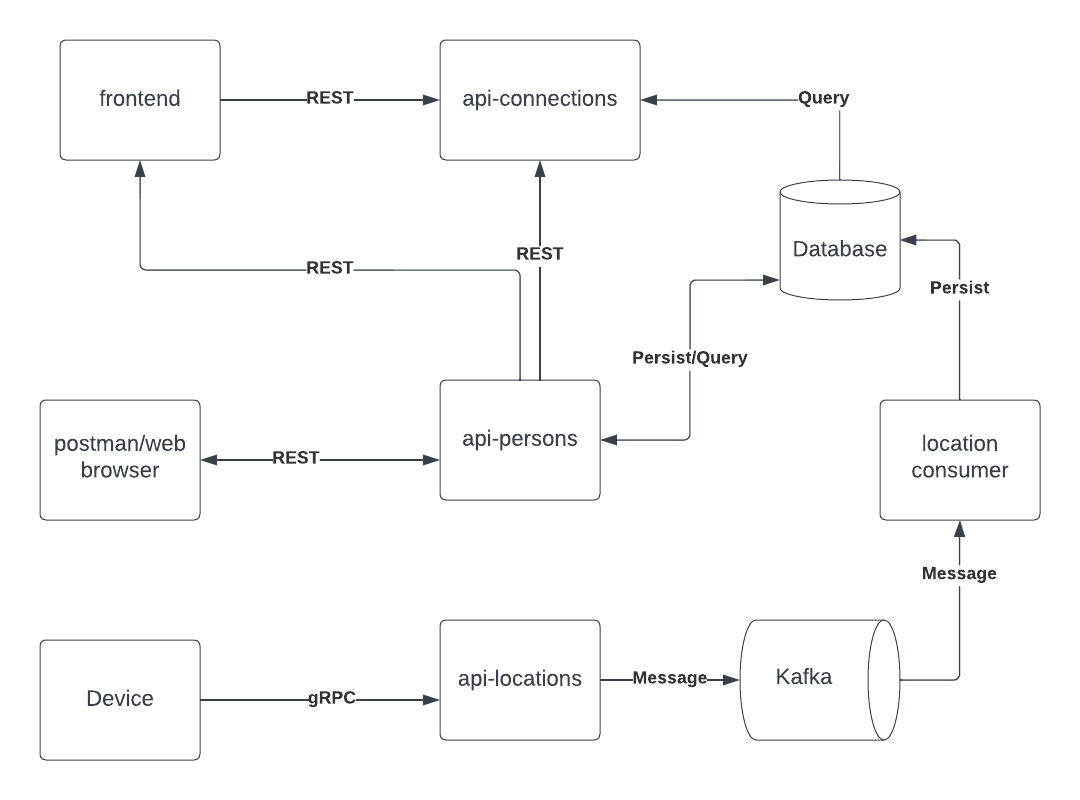 frontend
REST
api-connections
Query
Database
REST
REST
Persist
Persist/Query
postman/web
browser
REST
api-persons
location
consumer
Message
Device
gRPC
api-locations
Message
Kafka